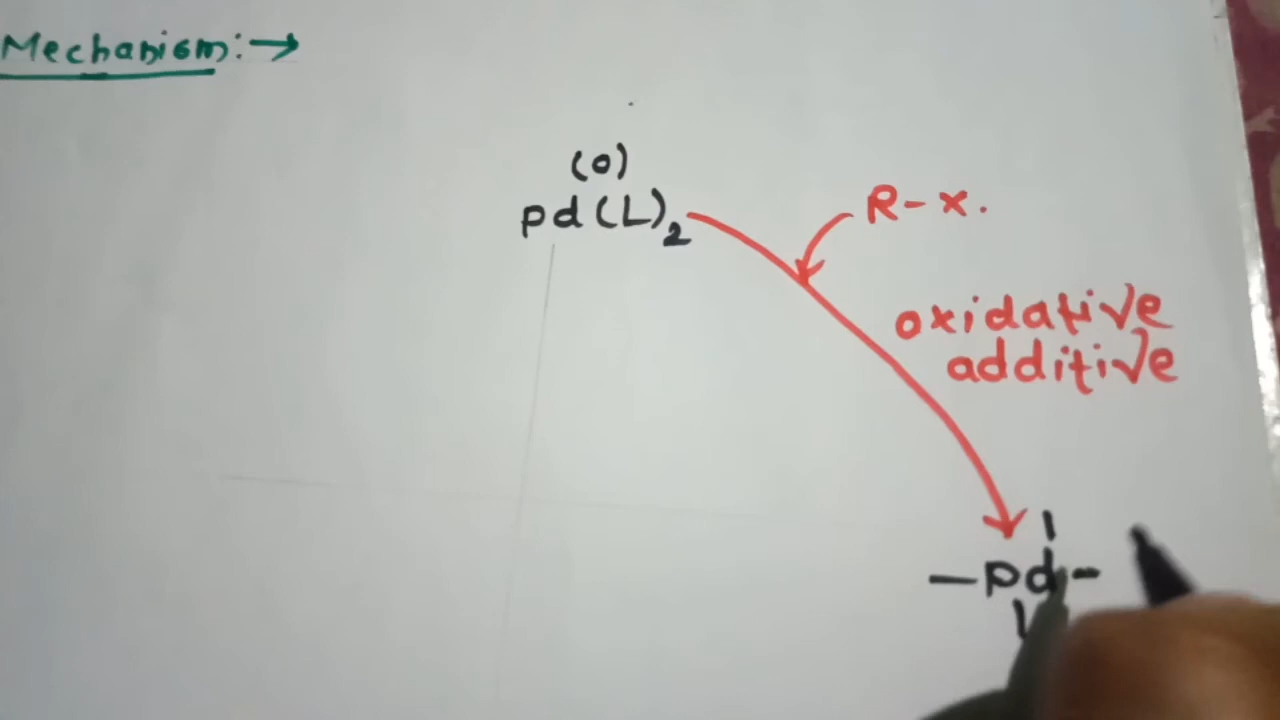 Mechanism:→
(0)
pd(L)₂
R-x.
oxidative
additive
-pd-